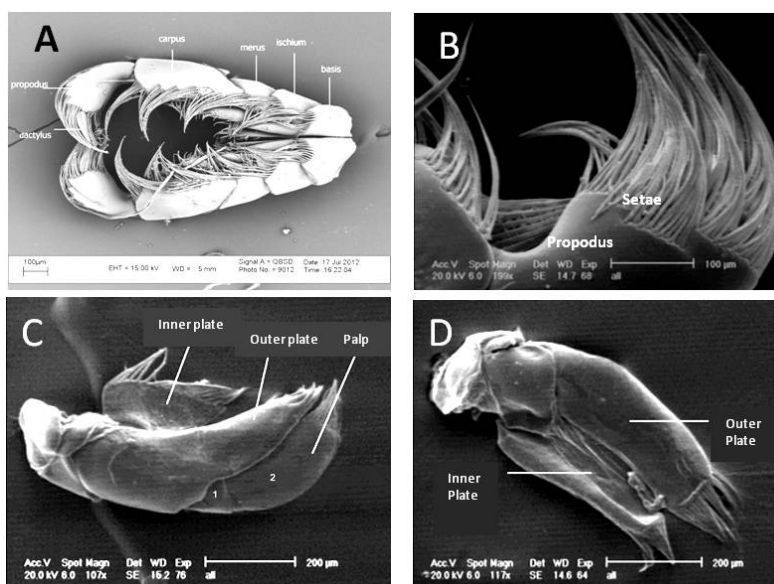 A
carpus
merus
ischium
basis
propodus
dactylus
100µm
EHT = 15.00 kV
WD = 5 mm
Signal A = QBSD
Photo No. = 9012
Date 17 Jul 2012
Time 16:22:04
B
Setae
Propodus
Acc.V Spot Magn Det WD Exp
20.0 kV 6.0 199x SE 14.7 68 all
100 µm
C
Inner plate
Outer plate
Palp
1
2
Acc.V Spot Magn Det WD Exp
20.0 kV 6.0 107x SE 15.2 76 all
200 µm
D
Outer
Plate
Inner
Plate
Acc.V Spot Magn Det WD Exp
20.0 kV 6.0 117x SE 14.6 64 all
200 µm